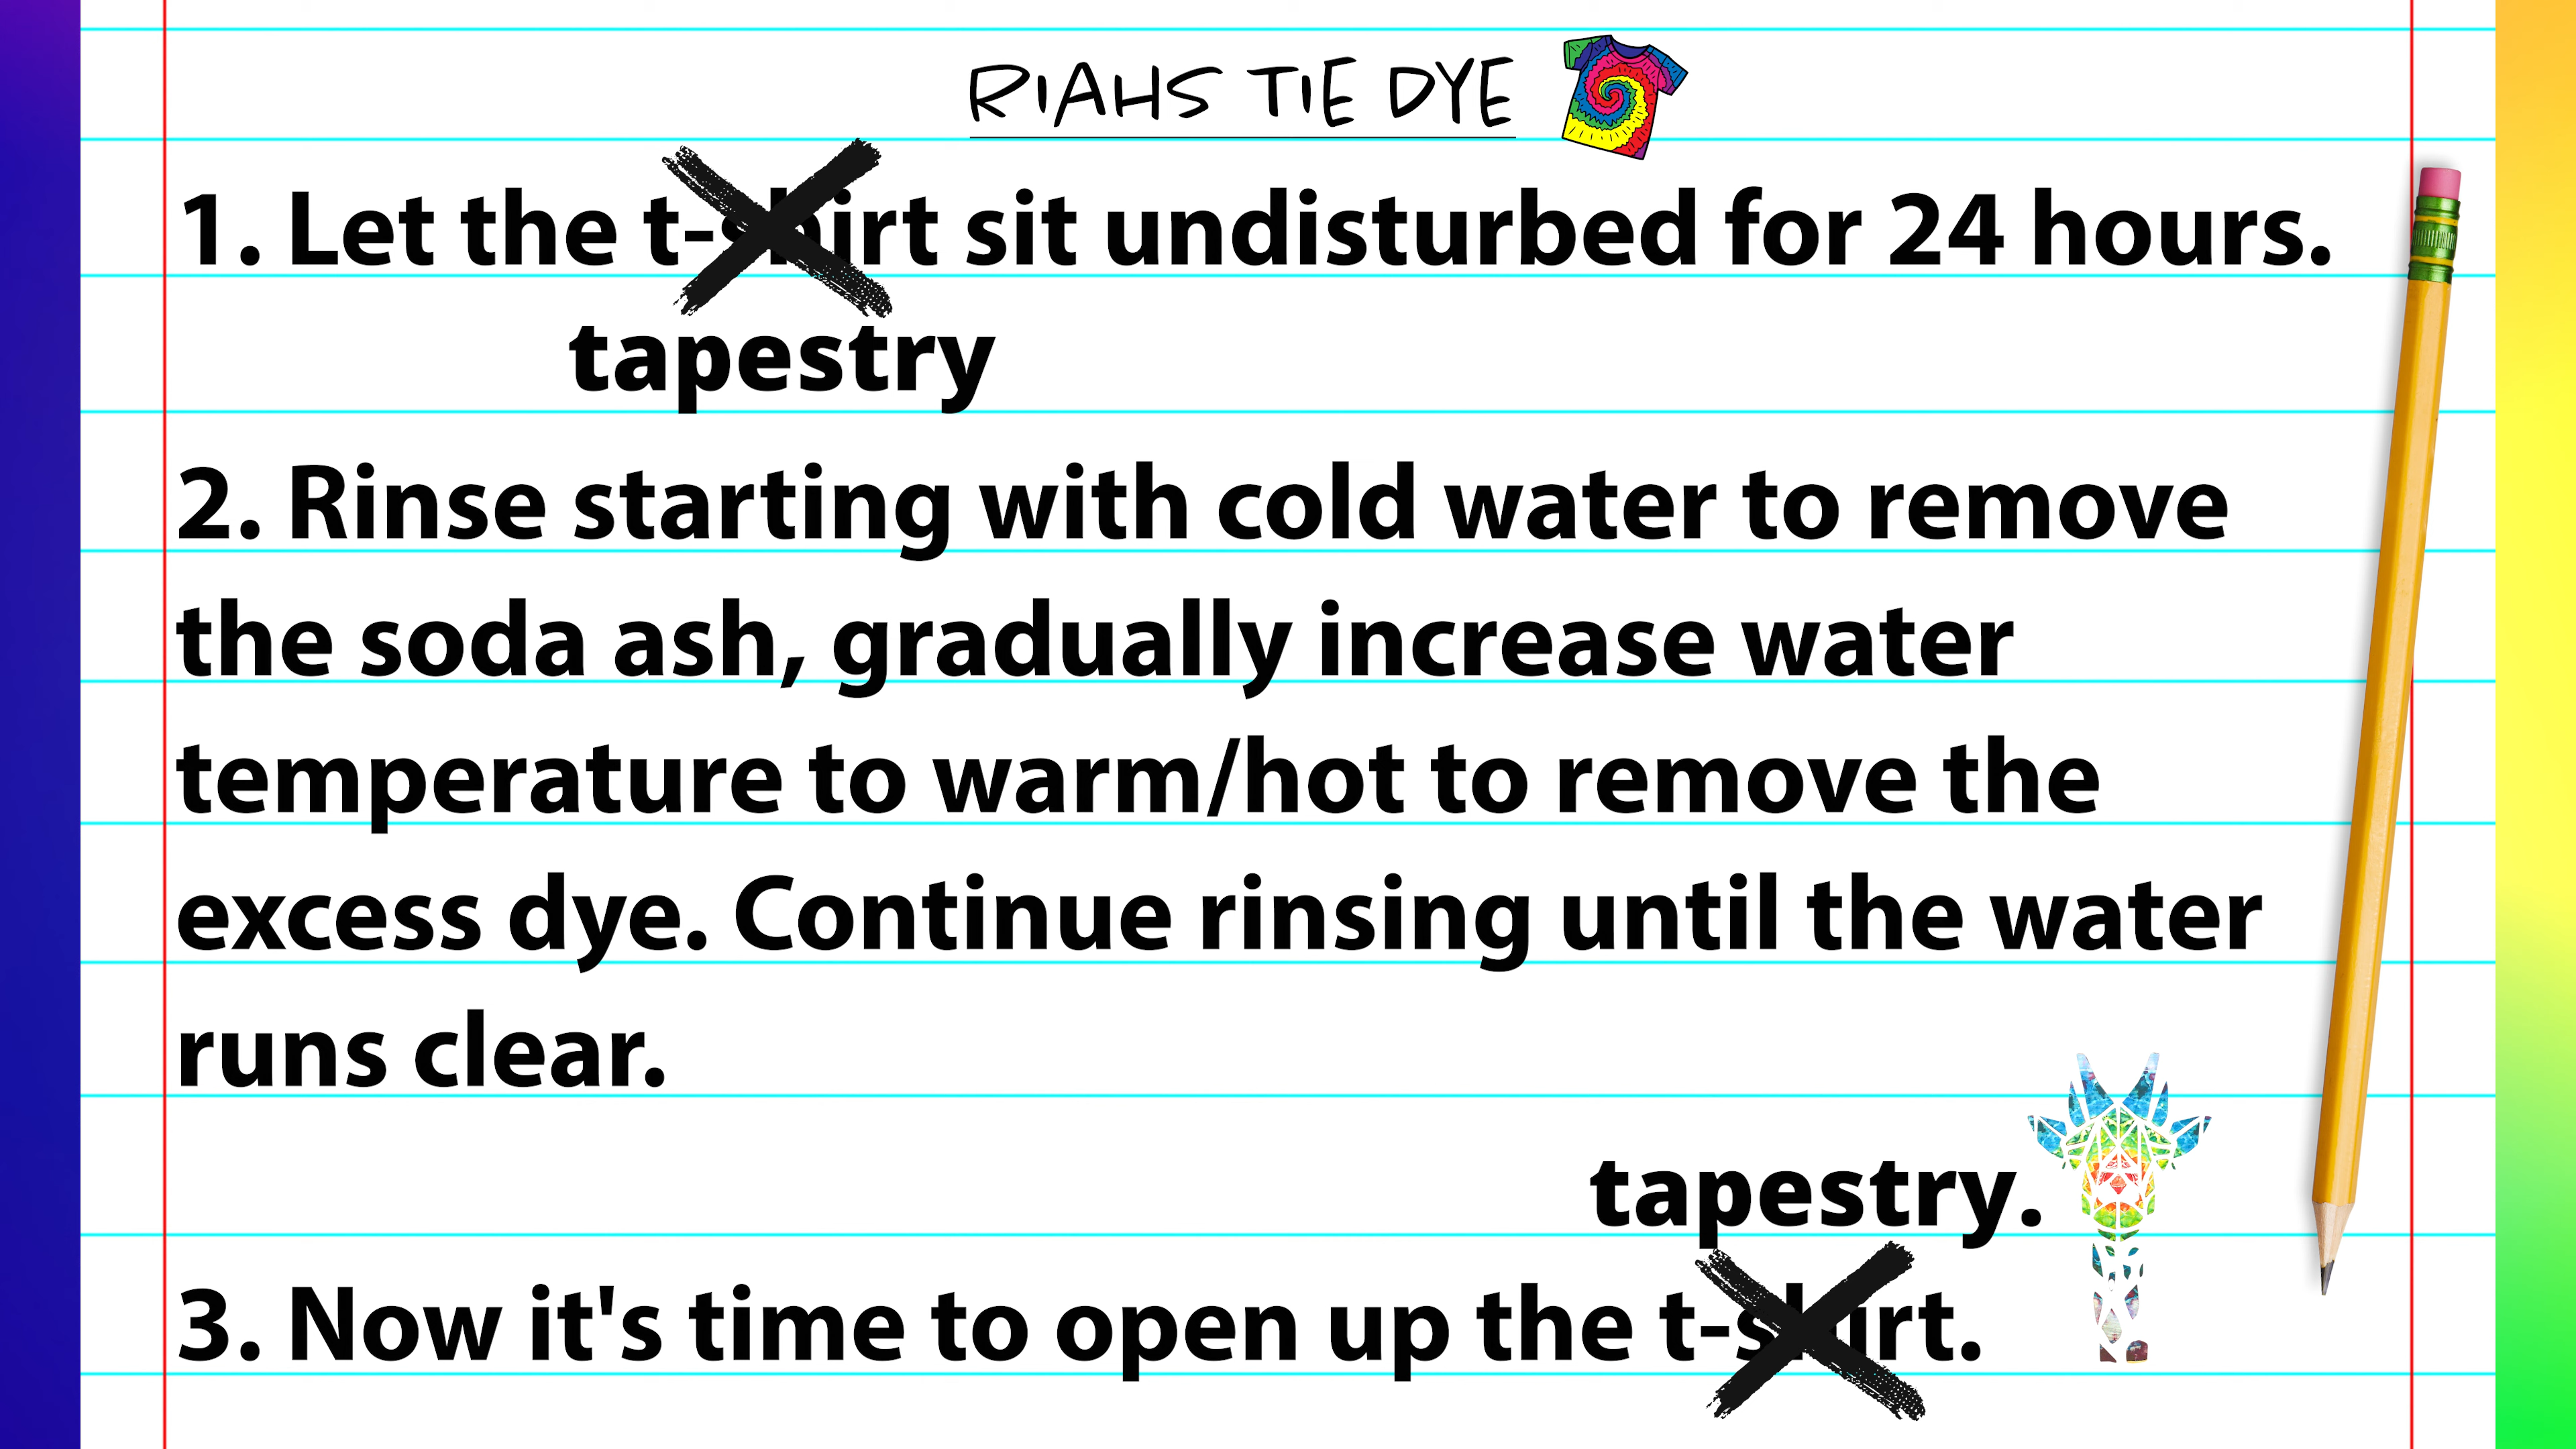 RIAHS TIE DYE
1. Let the t-shirt sit undisturbed for 24 hours.
tapestry
2. Rinse starting with cold water to remove
the soda ash, gradually increase water
temperature to warm/hot to remove the
excess dye. Continue rinsing until the water
runs clear.
tapestry.
3. Now it's time to open up the t-shirt.